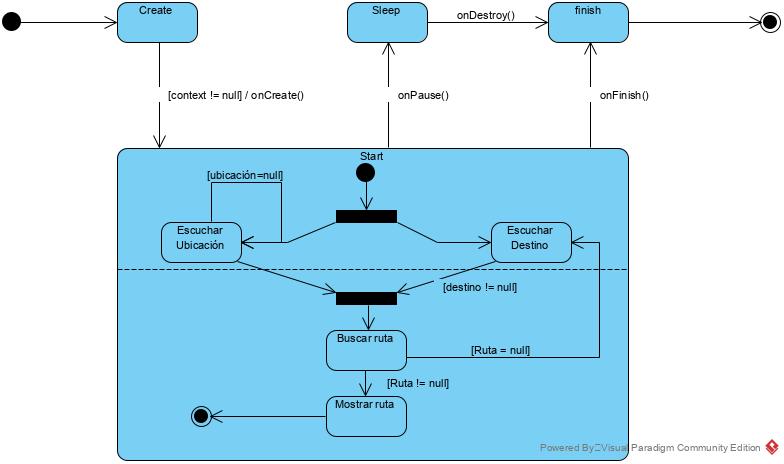 Create
Sleep
finish
onDestroy()
[context != null] / onCreate()
onPause()
onFinish()
Start
[ubicación=null]
Escuchar
Ubicación
Escuchar
Destino
[destino != null]
Buscar ruta
[Ruta = null]
[Ruta != null]
Mostrar ruta
Powered By Visual Paradigm Community Edition